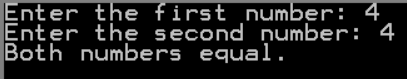 Enter the first number: 4
Enter the second number: 4
Both numbers equal.